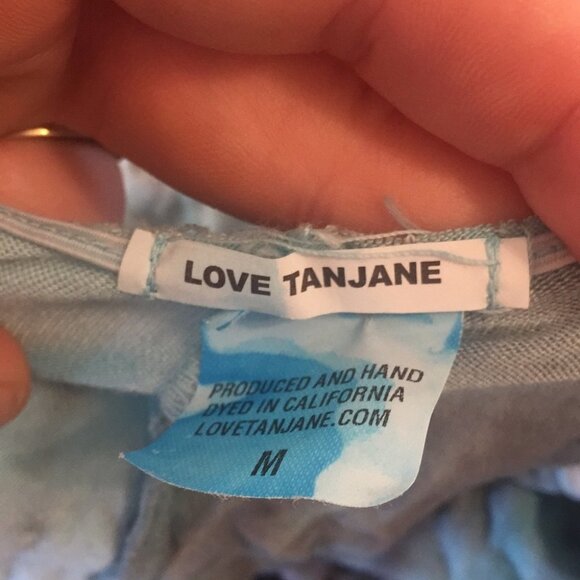 LOVE TANJANE
PRODUCED AND HAND
DYED IN CALIFORNIA
LOVETANJANE.COM
M